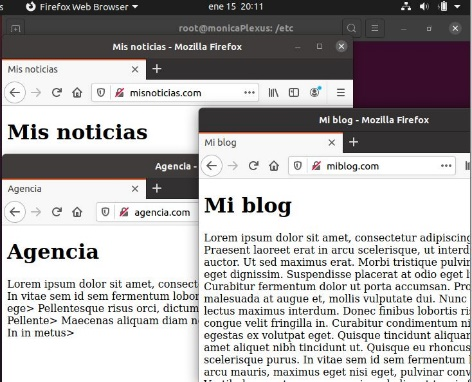 Firefox Web Browser
ene 15 20:11
root@monicaPlexus: /etc
Mis noticias - Mozilla Firefox
Mis noticias
misnoticias.com
Mis noticias
Agencia -
Agencia
agencia.com
Agencia
Lorem ipsum dolor sit amet, consec
In vitae sem id sem fermentum lobor
ege> Pellentesque risus orci, dictum
Pellente> Maecenas aliquam diam n
In in metus>
Mi blog - Mozilla Firefox
Mi blog
miblog.com
Mi blog
Lorem ipsum dolor sit amet, consectetur adipiscing
Praesent laoreet erat in arcu scelerisque, ut interd
auctor. Ut sed maximus erat. Morbi tristique pulvin
eget dignissim. Suspendisse placerat at odio eget l
Curabitur fermentum dolor ut porta accumsan. Pro
malesuada at augue et, mollis vulputate dui. Nunc
lectus maximus interdum. Donec finibus lobortis ri
congue velit fringilla in. Curabitur condimentum ni
egestas ex volutpat eget. Quisque tincidunt aliquan
amet aliquet nibh tincidunt ut. Quisque eu rhoncus
scelerisque purus. In vitae sem id sem fermentum l
arcu mauris, maximus eget nisi eget, pulvinar conv